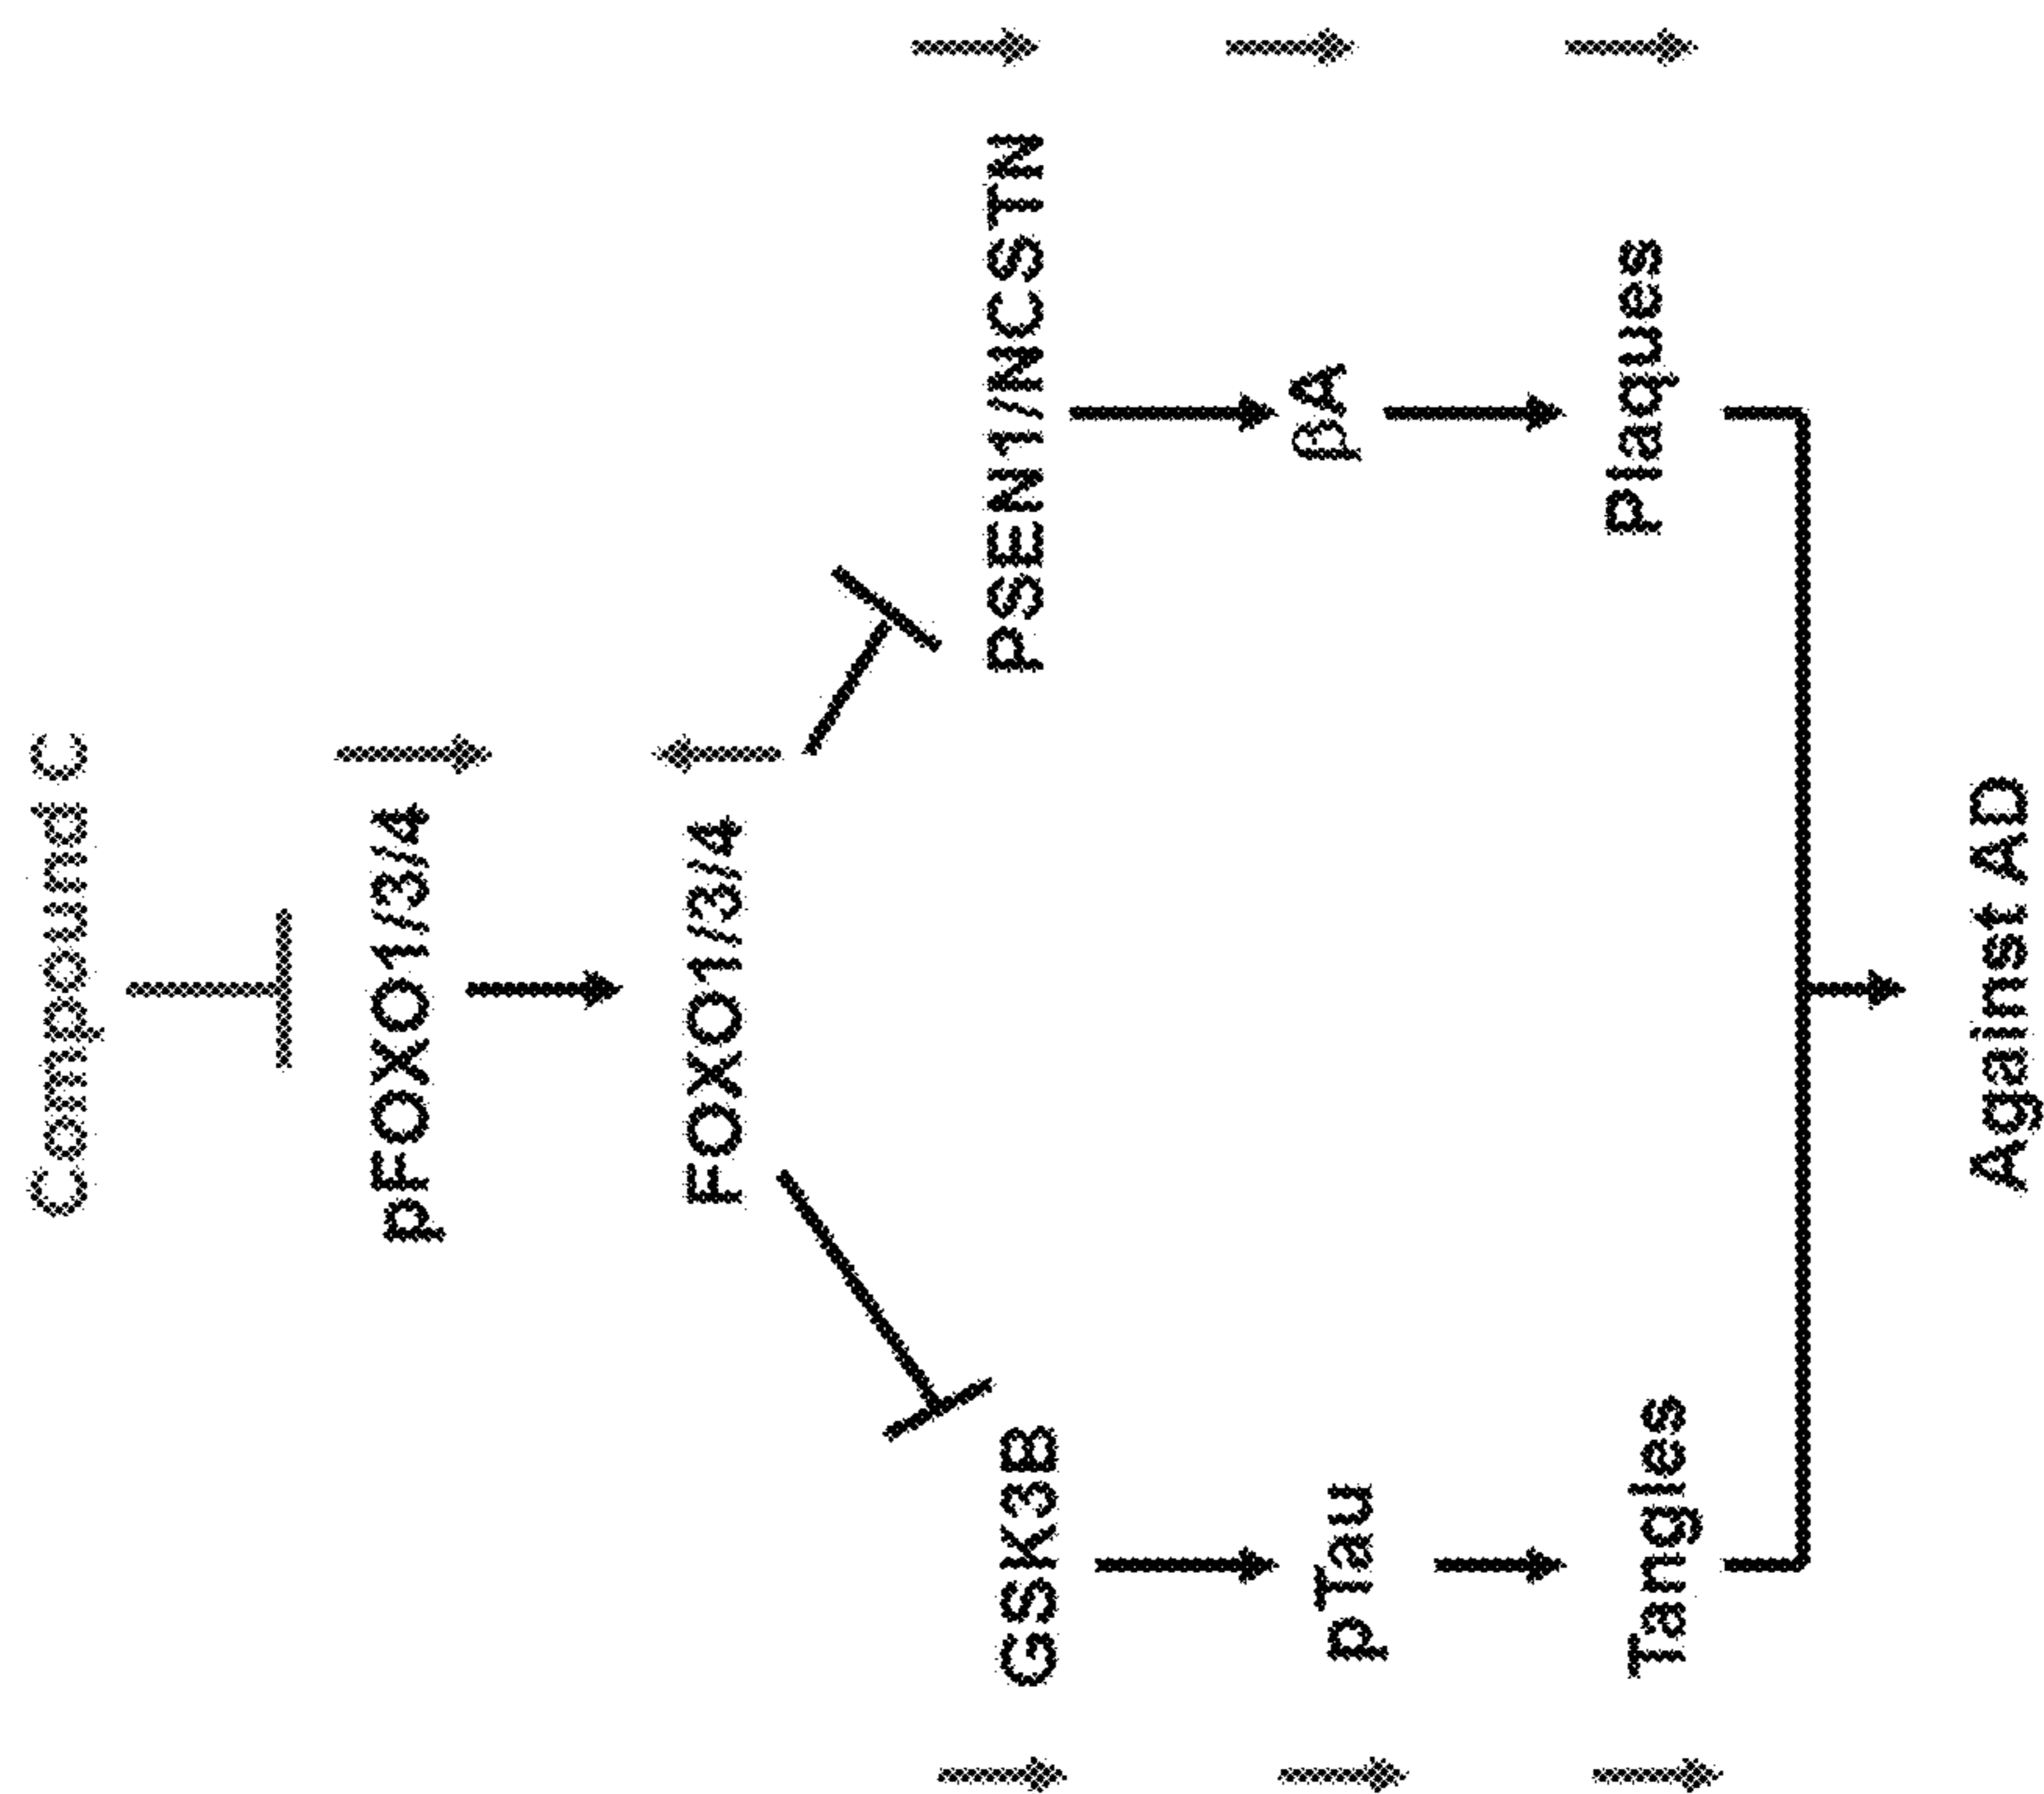 Compound C
pFOXO1/3/4
FOXO1/3/4
GSK3B
PSEN1/NCSTN
pTau
βA
Tangles
Plaques
Against AD